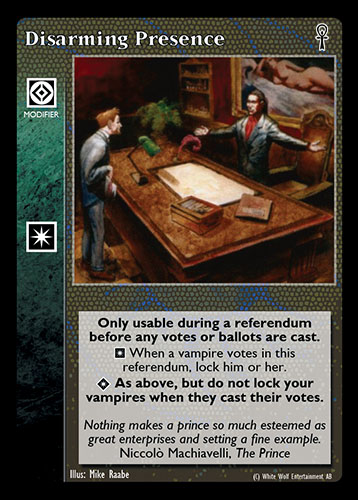 Disarming Presence
MODIFIER
Only usable during a referendum
before any votes or ballots are cast.
When a vampire votes in this
referendum, lock him or her.
As above, but do not lock your
vampires when they cast their votes.
Nothing makes a prince so much esteemed as
great enterprises and setting a fine example.
Niccolò Machiavelli, The Prince
Illus: Mike Raabe
(C) White Wolf Entertainment AB